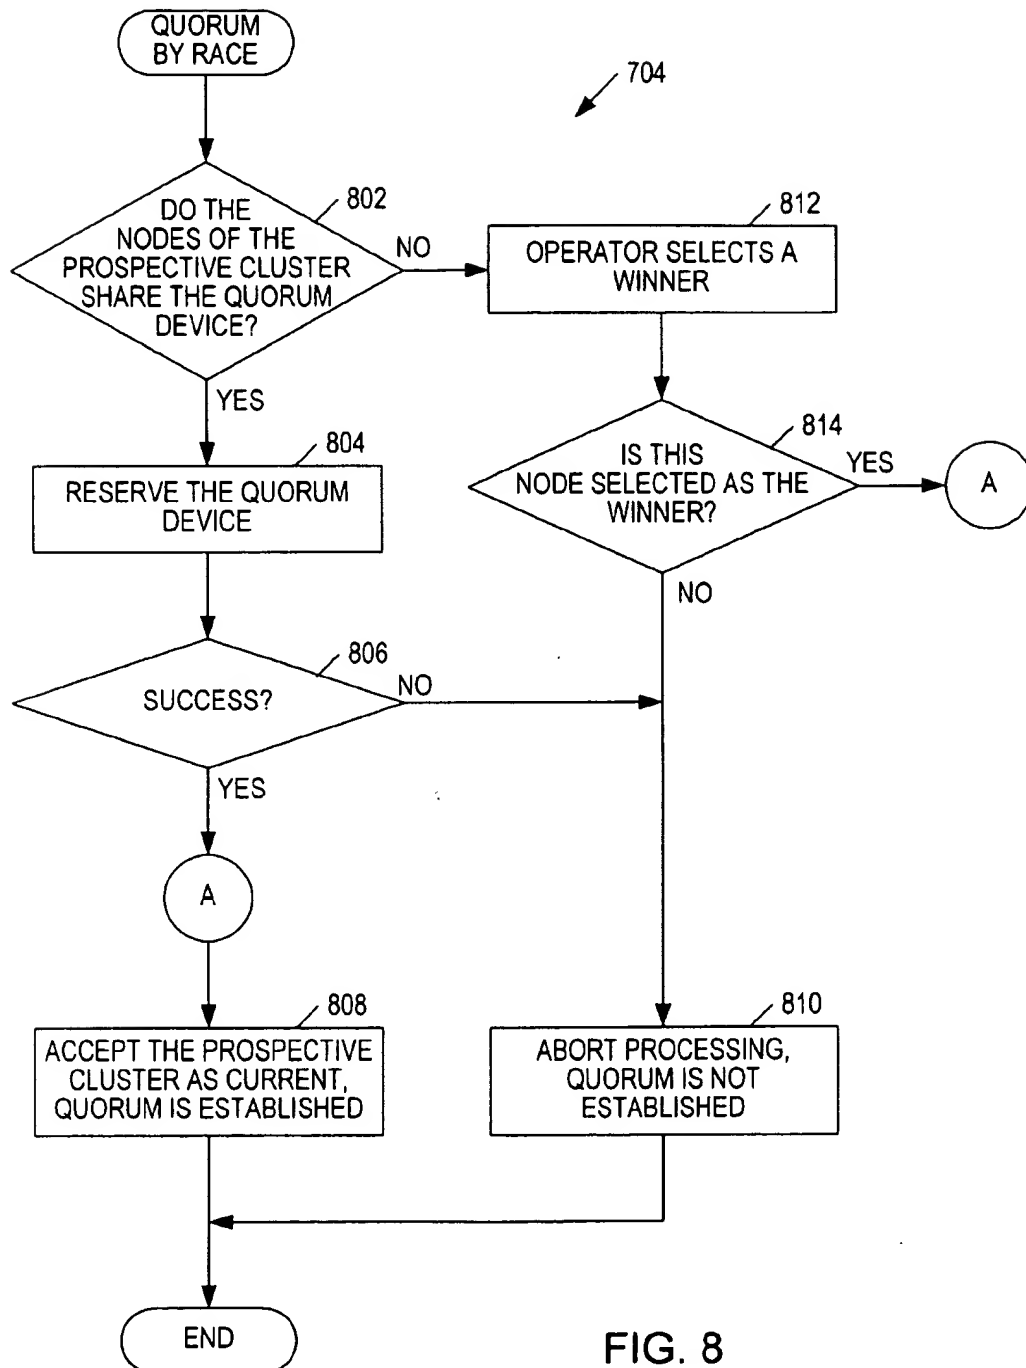 QUORUM
BY RACE
704
802
DO THE
NODES OF THE
PROSPECTIVE CLUSTER
SHARE THE QUORUM
DEVICE?
NO
812
OPERATOR SELECTS A
WINNER
YES
804
RESERVE THE QUORUM
DEVICE
814
IS THIS
NODE SELECTED AS THE
WINNER?
YES
A
NO
806
SUCCESS?
NO
YES
A
808
ACCEPT THE PROSPECTIVE
CLUSTER AS CURRENT,
QUORUM IS ESTABLISHED
810
ABORT PROCESSING,
QUORUM IS NOT
ESTABLISHED
END
FIG. 8